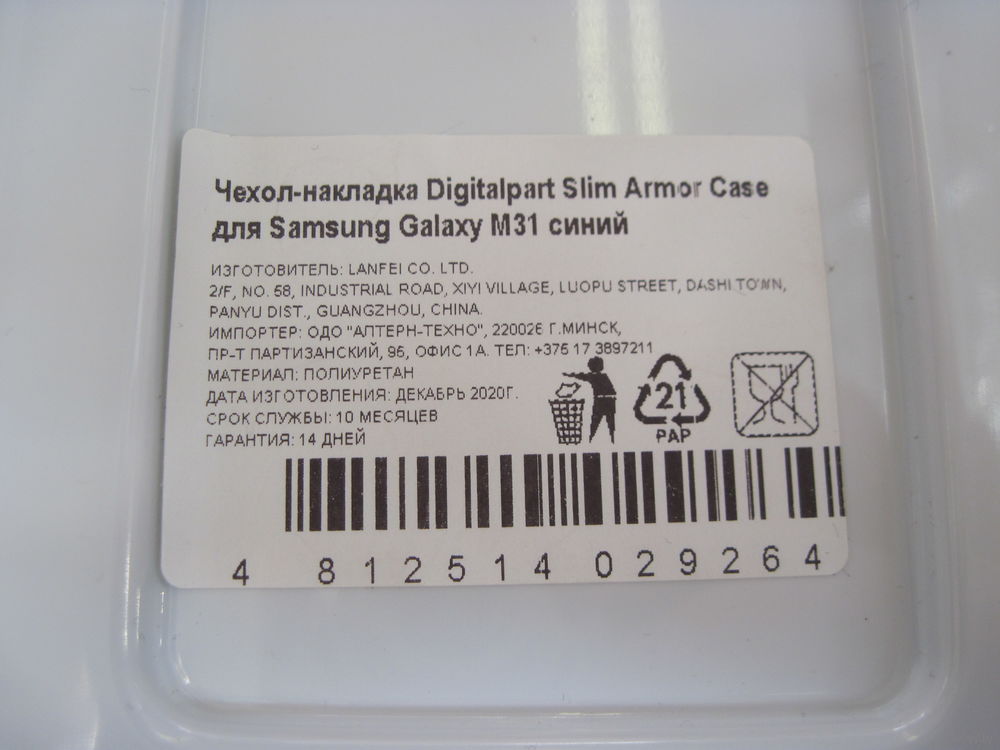 Чехол-накладка Digitalpart Slim Armor Case
для Samsung Galaxy M31 синий
ИЗГОТОВИТЕЛЬ: LANFEI CO. LTD.
2/F, NO. 58, INDUSTRIAL ROAD, XIYI VILLAGE, LUOPU STREET, DASHI TOWN,
PANYU DIST., GUANGZHOU, CHINA.
ИМПОРТЕР: ОДО "АЛТЕРН-ТЕХНО", 220026 Г.МИНСК,
ПР-Т ПАРТИЗАНСКИЙ, 95, ОФИС 1А. ТЕЛ: +375 17 3897211
МАТЕРИАЛ: ПОЛИУРЕТАН
ДАТА ИЗГОТОВЛЕНИЯ: ДЕКАБРЬ 2020Г.
СРОК СЛУЖБЫ: 10 МЕСЯЦЕВ
ГАРАНТИЯ: 14 ДНЕЙ
21
PAP
4 812514 029264